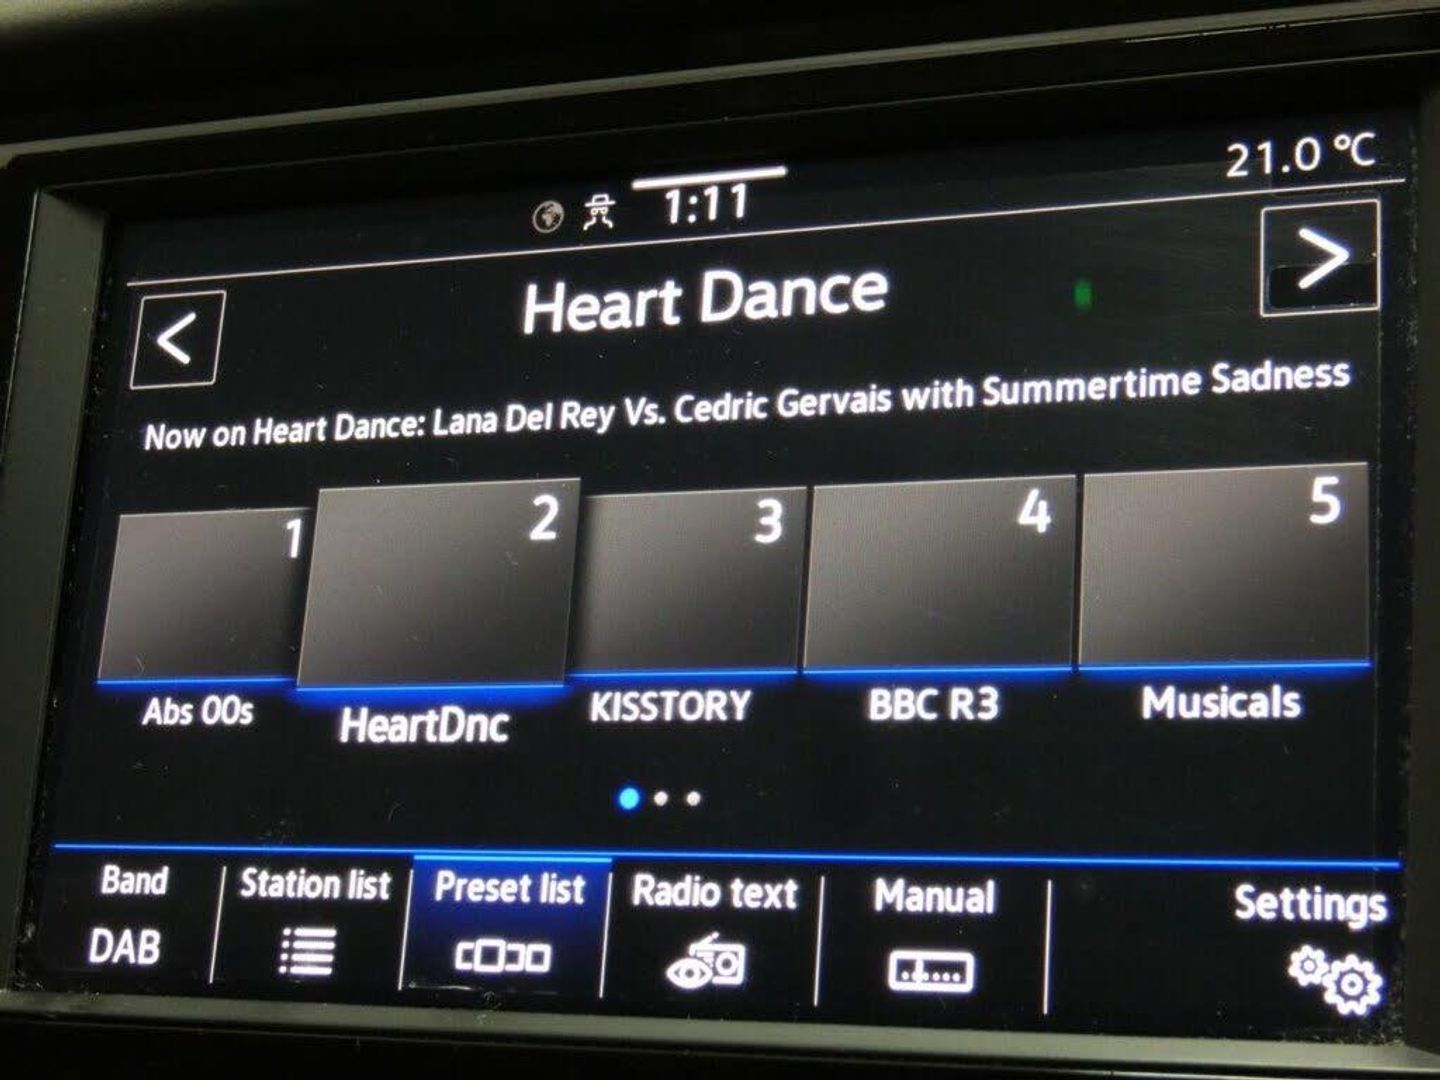 21.0 °C
1:11
Heart Dance
Now on Heart Dance: Lana Del Rey Vs. Cedric Gervais with Summertime Sadness
1 2 3 4 5
Abs 00s HeartDnc KISSTORY BBC R3 Musicals
Band Station list Preset list Radio text Manual Settings
DAB